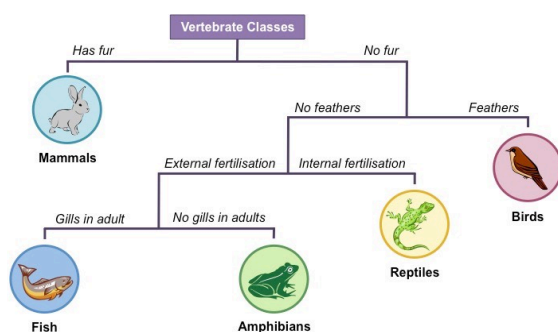 Vertebrate Classes
Has fur
No fur
Mammals
No feathers
Feathers
Birds
External fertilisation
Internal fertilisation
Reptiles
Gills in adult
No gills in adults
Fish
Amphibians